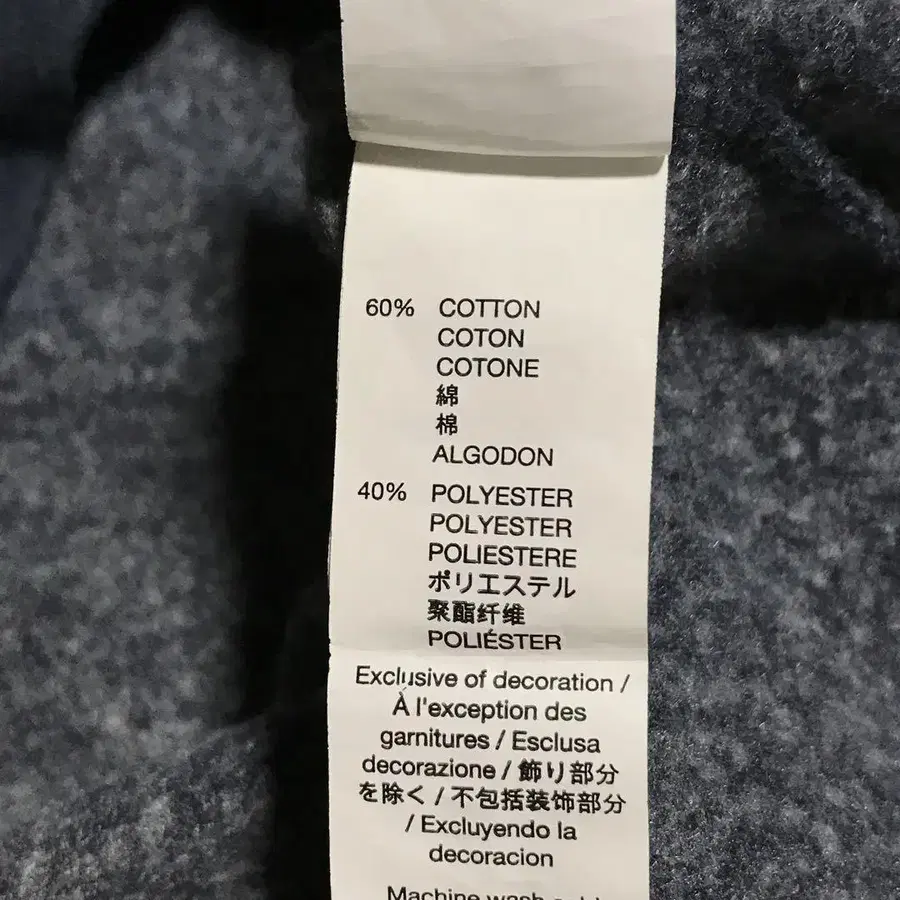 60% COTTON
COTON
COTONE
綿
棉
ALGODON
40% POLYESTER
POLYESTER
POLIESTERE
ポリエステル
聚酯纤维
POLIÉSTER
Exclusive of decoration /
À l'exception des
garnitures / Esclusa
decorazione / 飾り部分
を除く / 不包括装饰部分
/ Excluyendo la
decoracion
Machine wash